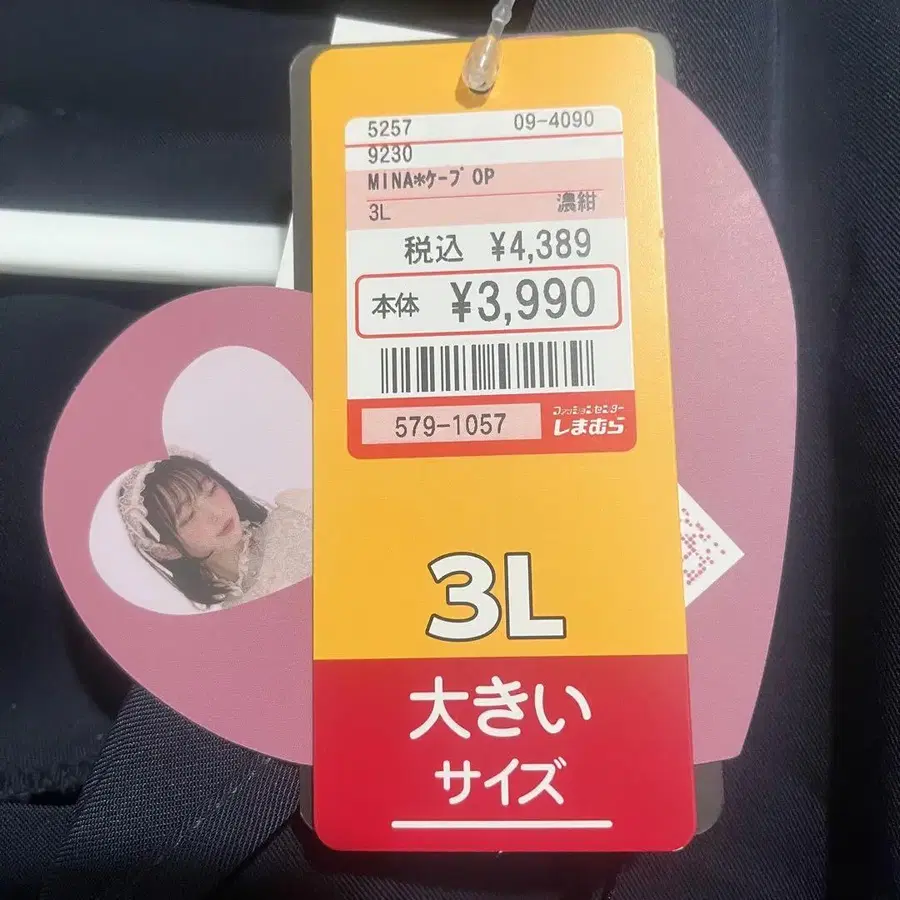 5257 09-4090
9230
MINA*ケープ OP
3L 濃紺
税込 ¥4,389
本体 ¥3,990
579-1057
ファッションセンター
しまむら
3L
大きい
サイズ